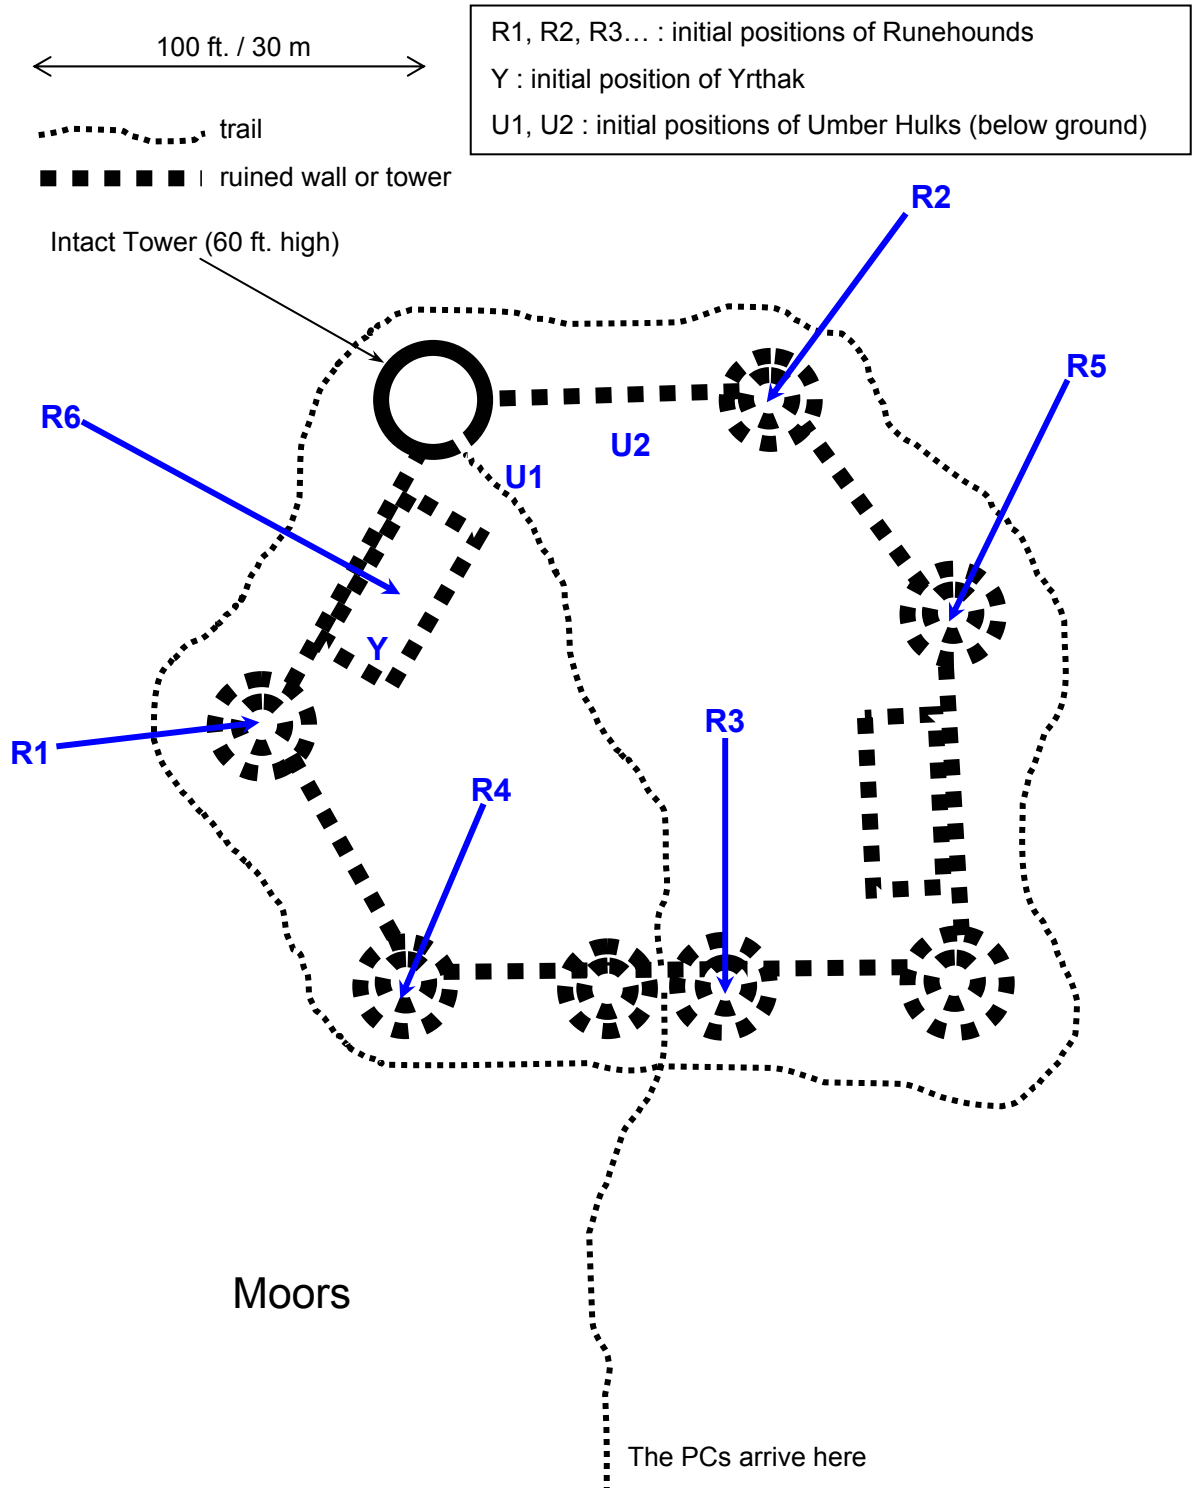 100 ft. / 30 m
R1, R2, R3… : initial positions of Runehounds
Y : initial position of Yrthak
U1, U2 : initial positions of Umber Hulks (below ground)
trail
ruined wall or tower
Intact Tower (60 ft. high)
R2
R5
R6
U2
U1
Y
R3
R1
R4
Moors
The PCs arrive here